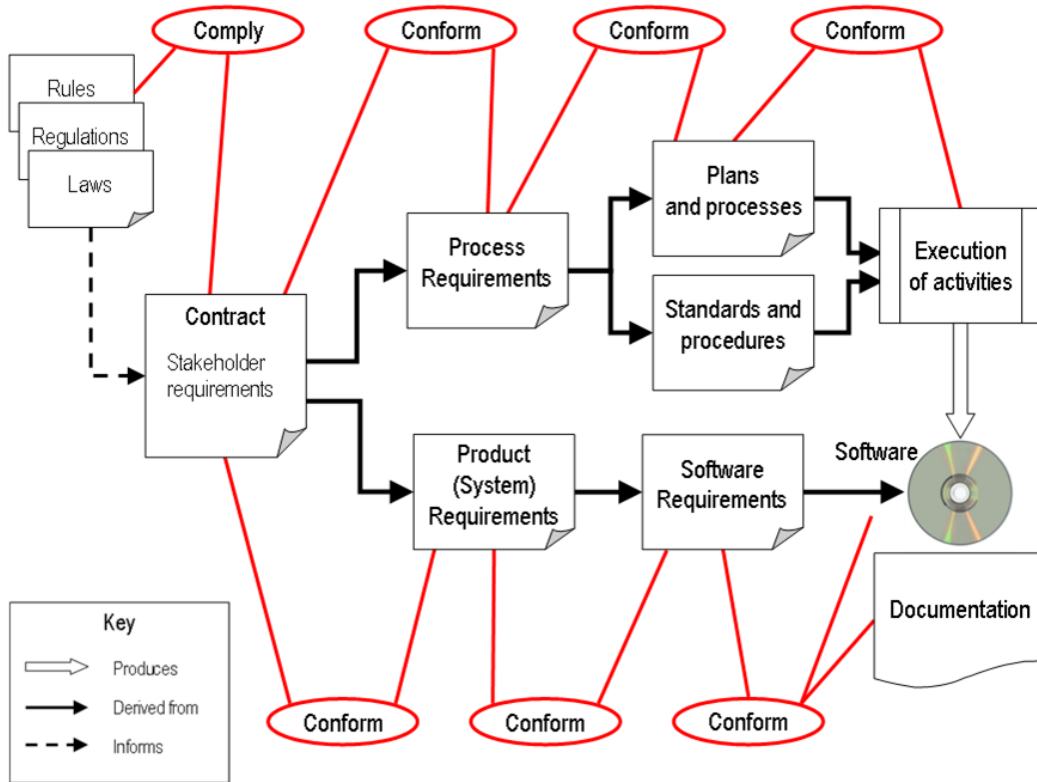 Comply
Conform
Conform
Conform
Rules
Regulations
Laws
Plans
and processes
Process
Requirements
Execution
of activities
Contract
Stakeholder
requirements
Standards and
procedures
Product
(System)
Requirements
Software
Requirements
Software
Documentation
Key
Produces
Derived from
Informs
Conform
Conform
Conform